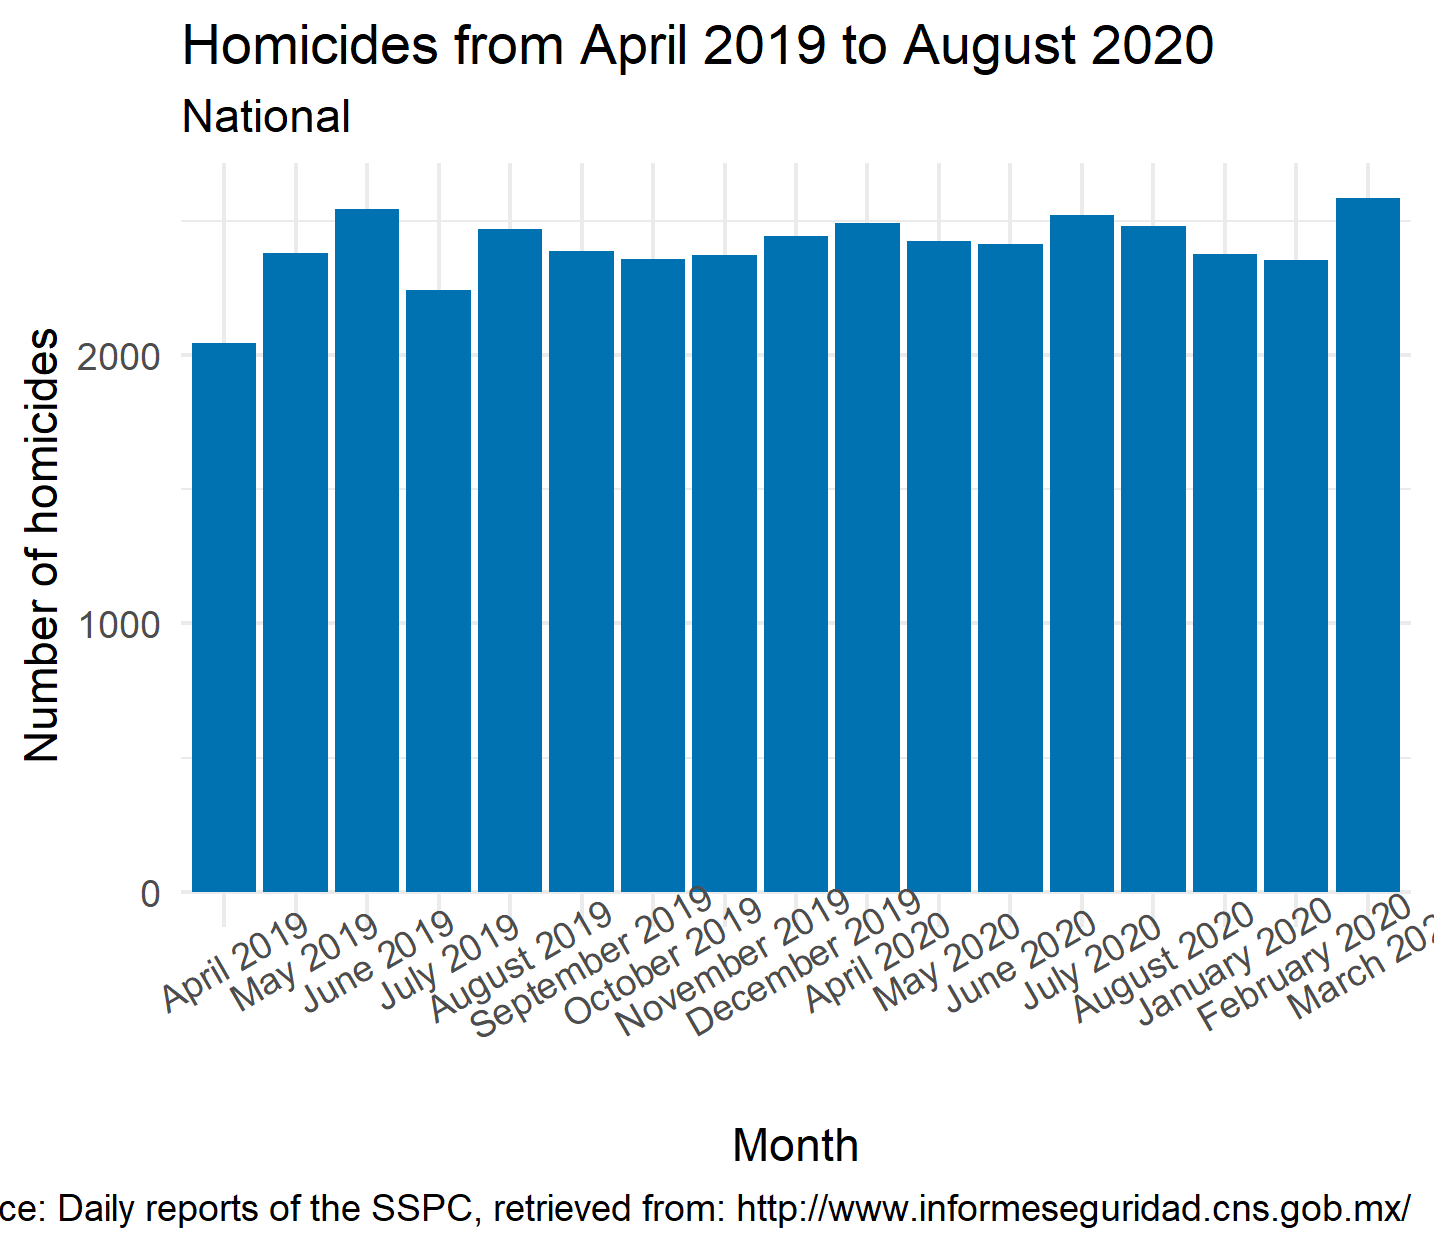 Homicides from April 2019 to August 2020
National
Number of homicides
2000
1000
0
April 2019
May 2019
June 2019
July 2019
August 2019
September 2019
October 2019
November 2019
December 2019
April 2020
May 2020
June 2020
July 2020
August 2020
January 2020
February 2020
March 202
Month
ce: Daily reports of the SSPC, retrieved from: http://www.informeseguridad.cns.gob.mx/